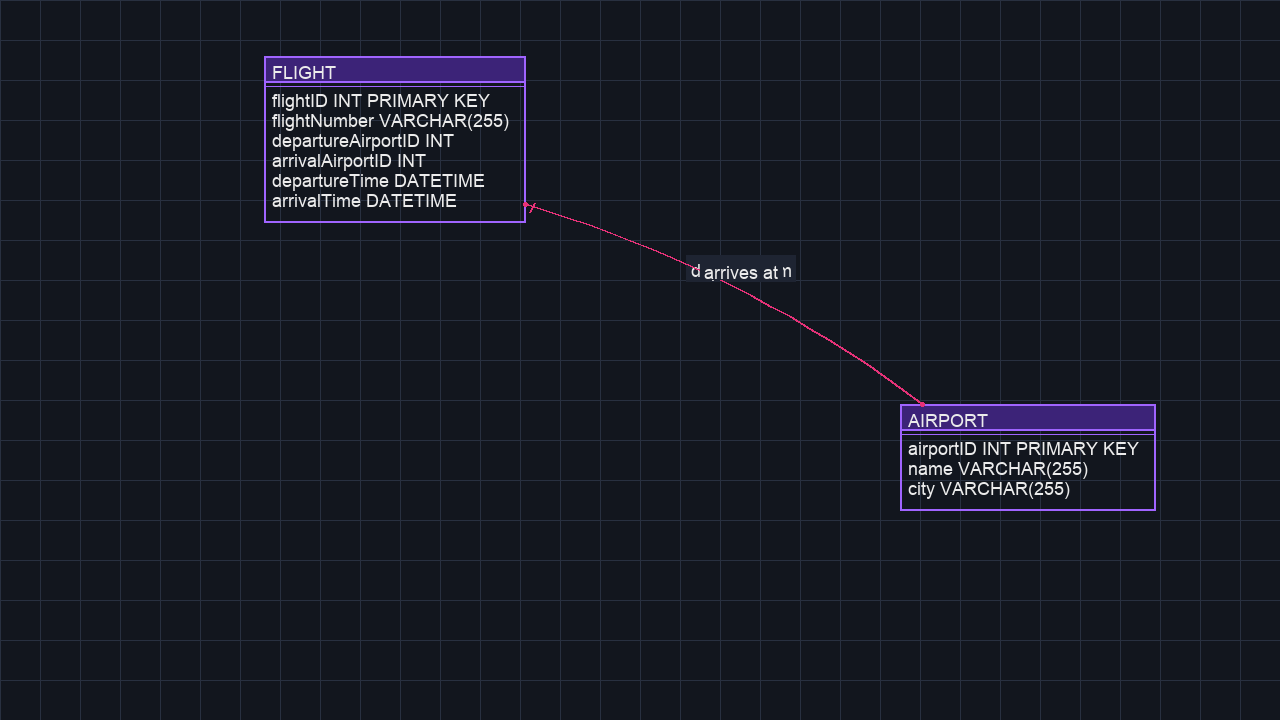 FLIGHT
flightID INT PRIMARY KEY
flightNumber VARCHAR(255)
departureAirportID INT
arrivalAirportID INT
departureTime DATETIME
arrivalTime DATETIME
arrives at
AIRPORT
airportID INT PRIMARY KEY
name VARCHAR(255)
city VARCHAR(255)